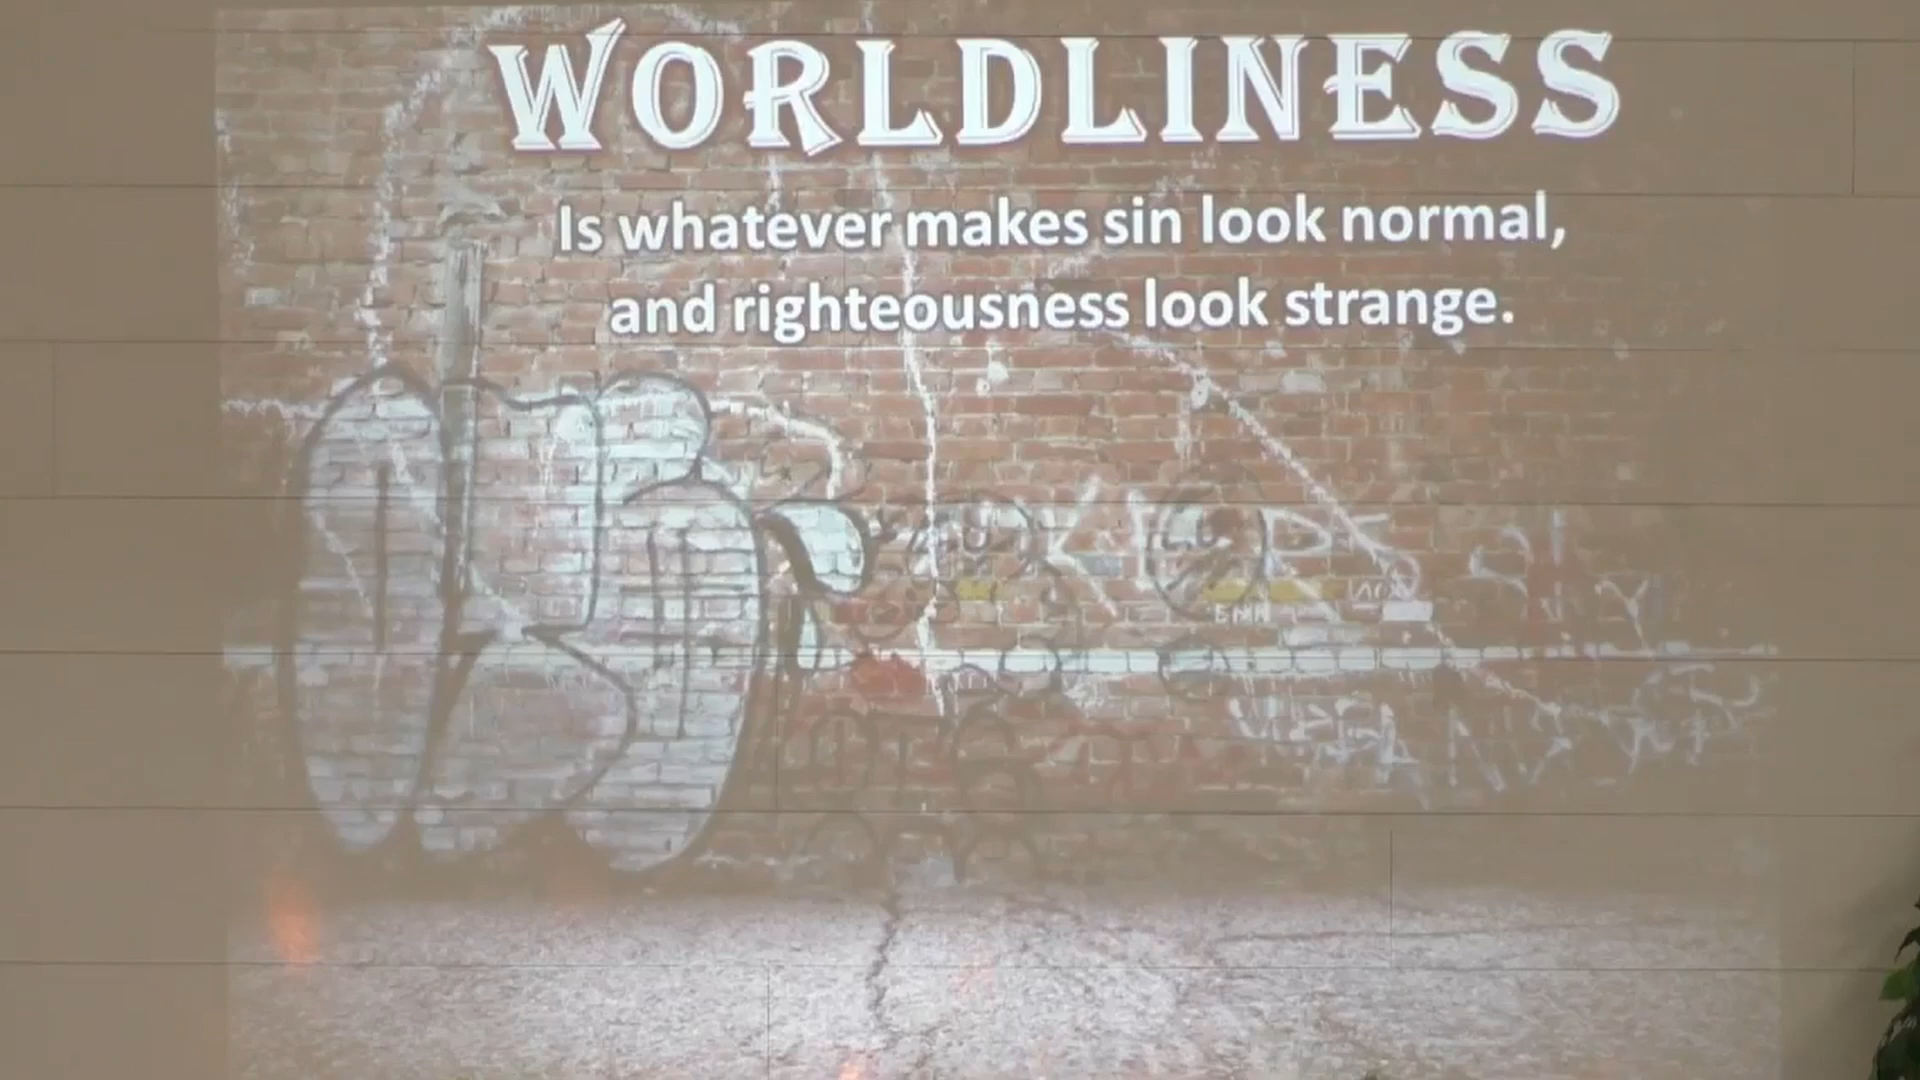 WORLDLINESS
Is whatever makes sin look normal,
and righteousness look strange.